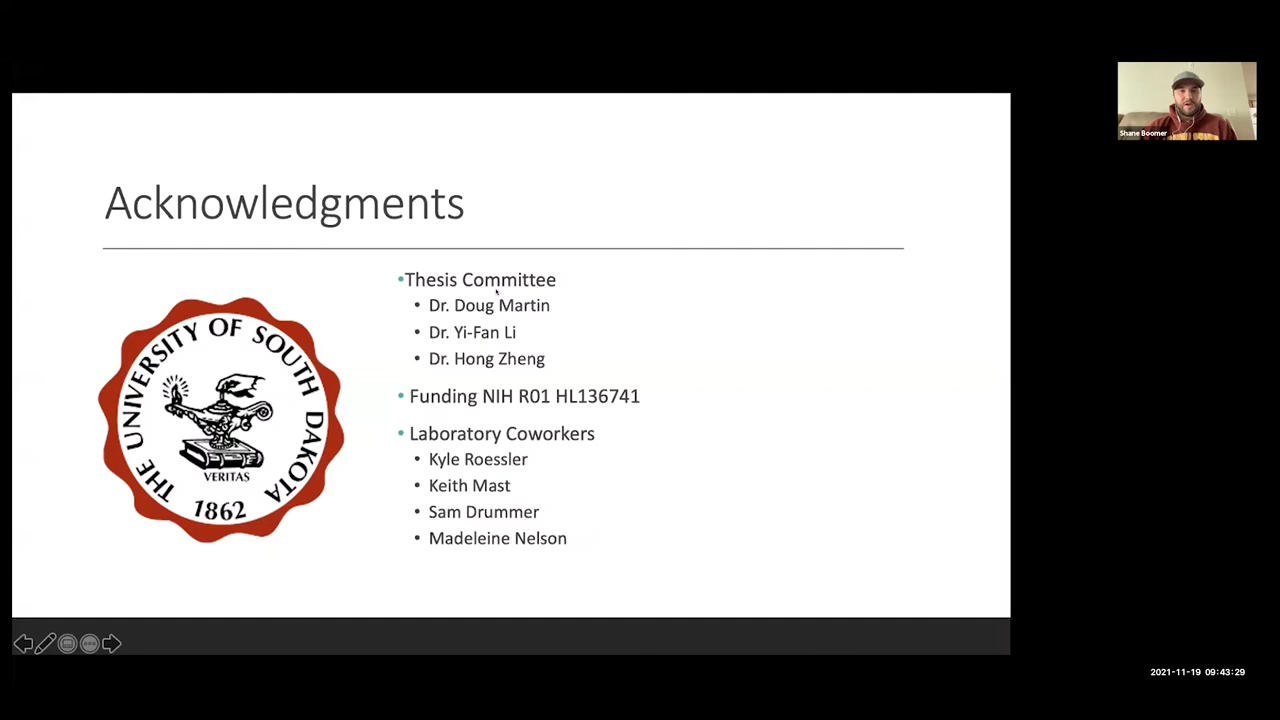 Shane Boomer
Acknowledgments
•Thesis Committee
• Dr. Doug Martin
• Dr. Yi-Fan Li
• Dr. Hong Zheng
• Funding NIH R01 HL136741
• Laboratory Coworkers
• Kyle Roessler
• Keith Mast
• Sam Drummer
• Madeleine Nelson
THE UNIVERSITY OF SOUTH DAKOTA
VERITAS
1862
2021-11-19 09:43:29